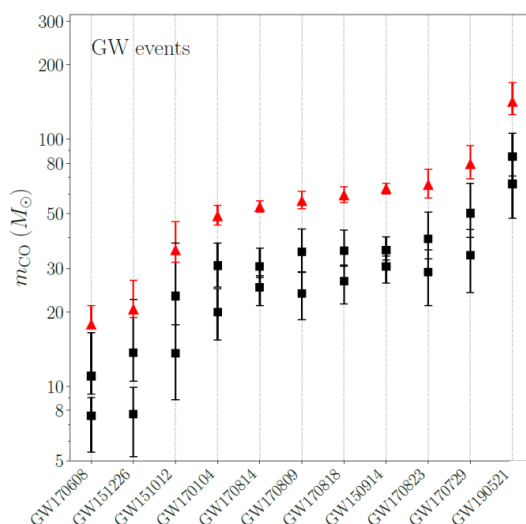 300
GW events
200
100
80
50
30
20
10
8
5
m_CO (M_⊙)
GW170608
GW151226
GW151012
GW170104
GW170814
GW170809
GW170818
GW150914
GW170823
GW170729
GW190521